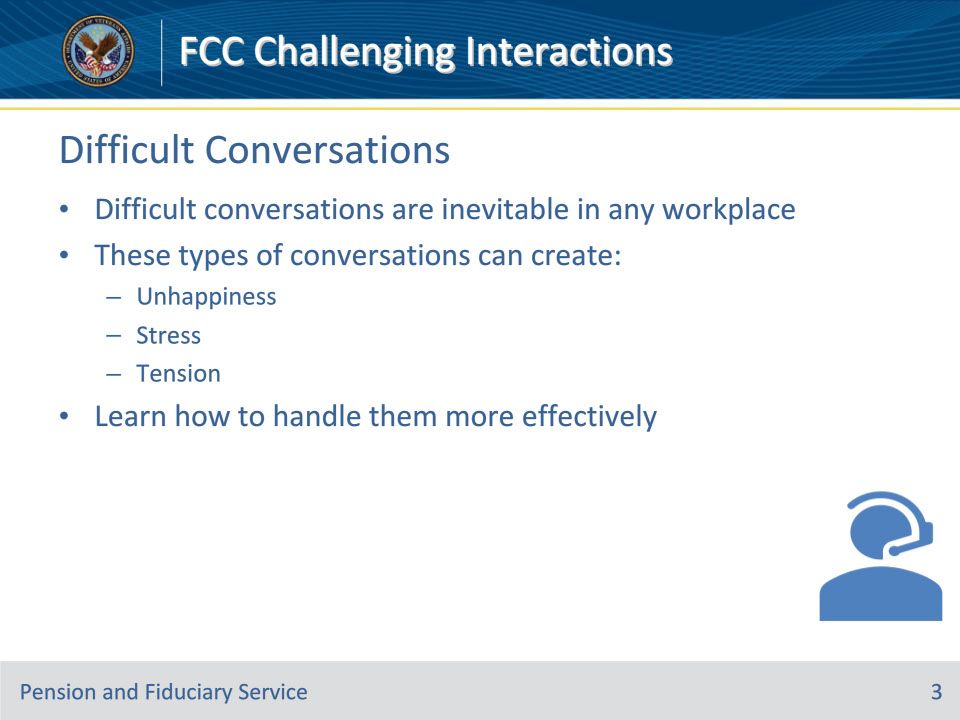 FCC Challenging Interactions
Difficult Conversations
• Difficult conversations are inevitable in any workplace
• These types of conversations can create:
– Unhappiness
– Stress
– Tension
• Learn how to handle them more effectively
Pension and Fiduciary Service
3